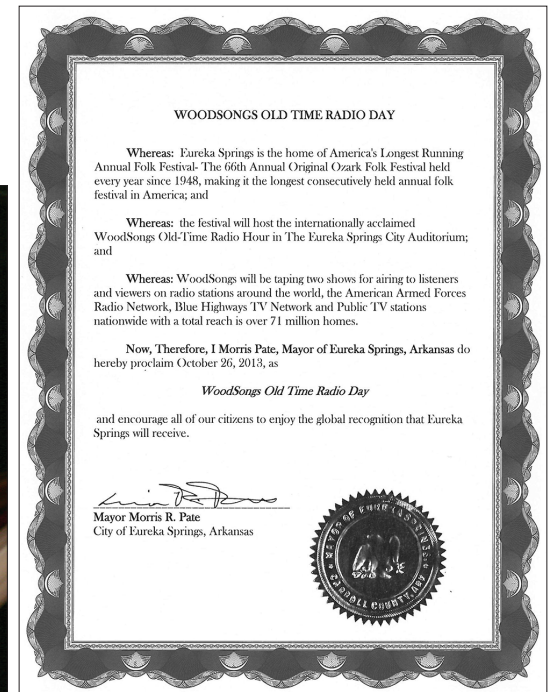 WOODSONGS OLD TIME RADIO DAY
Whereas: Eureka Springs is the home of America's Longest Running
Annual Folk Festival- The 66th Annual Original Ozark Folk Festival held
every year since 1948, making it the longest consecutively held annual folk
festival in America; and
Whereas: the festival will host the internationally acclaimed
WoodSongs Old-Time Radio Hour in The Eureka Springs City Auditorium;
and
Whereas: WoodSongs will be taping two shows for airing to listeners
and viewers on radio stations around the world, the American Armed Forces
Radio Network, Blue Highways TV Network and Public TV stations
nationwide with a total reach is over 71 million homes.
Now, Therefore, I Morris Pate, Mayor of Eureka Springs, Arkansas do
hereby proclaim October 26, 2013, as
WoodSongs Old Time Radio Day
and encourage all of our citizens to enjoy the global recognition that Eureka
Springs will receive.
Mayor Morris R. Pate
City of Eureka Springs, Arkansas
MAYOR OF EUREKA SPRINGS
CARROLL COUNTY, ARK.